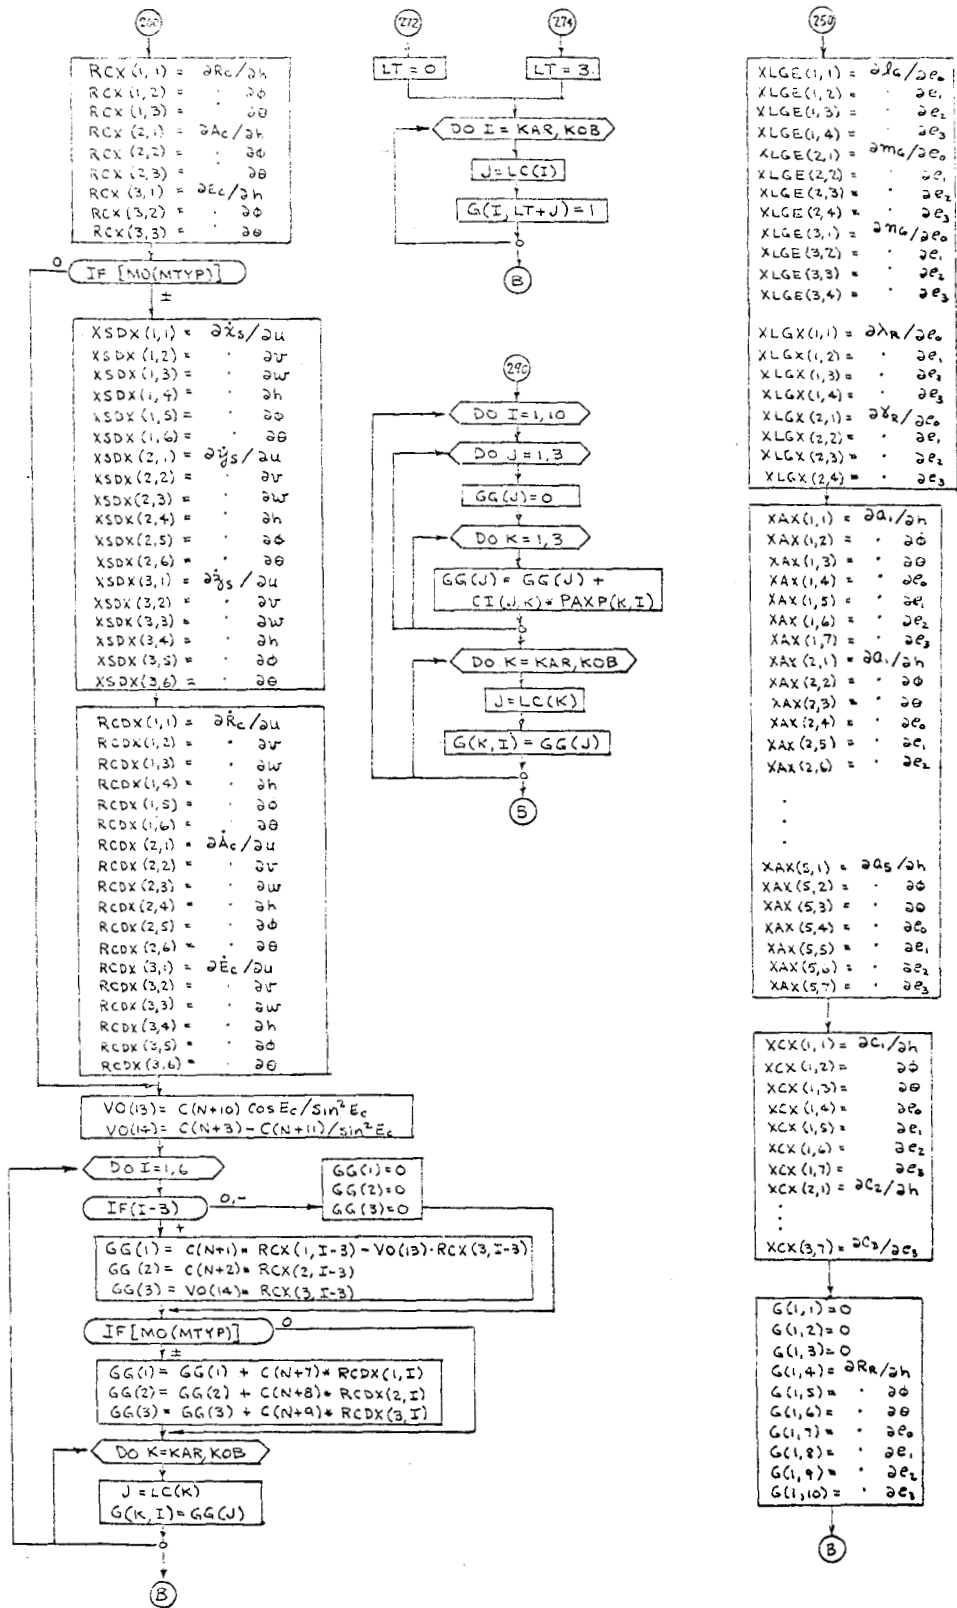 200
RCX(1,1) = ∂Rc/∂h
RCX(1,2) = · ∂ϕ
RCX(1,3) = · ∂θ
RCX(2,1) = ∂Ac/∂h
RCX(2,2) = · ∂ϕ
RCX(2,3) = · ∂θ
RCX(3,1) = ∂Ec/∂h
RCX(3,2) = · ∂ϕ
RCX(3,3) = · ∂θ
0
IF [MO(MTYP)]
±
XSDX(1,1) = ∂ẋs/∂u
XSDX(1,2) = · ∂v
XSDX(1,3) = · ∂w
XSDX(1,4) = · ∂h
XSDX(1,5) = · ∂ϕ
XSDX(1,6) = · ∂θ
XSDX(2,1) = ∂ẏs/∂u
XSDX(2,2) = · ∂v
XSDX(2,3) = · ∂w
XSDX(2,4) = · ∂h
XSDX(2,5) = · ∂ϕ
XSDX(2,6) = · ∂θ
XSDX(3,1) = ∂żs/∂u
XSDX(3,2) = · ∂v
XSDX(3,3) = · ∂w
XSDX(3,4) = · ∂h
XSDX(3,5) = · ∂ϕ
XSDX(3,6) = · ∂θ
RCDX(1,1) = ∂Ṙc/∂u
RCDX(1,2) = · ∂v
RCDX(1,3) = · ∂w
RCDX(1,4) = · ∂h
RCDX(1,5) = · ∂ϕ
RCDX(1,6) = · ∂θ
RCDX(2,1) = ∂Ȧc/∂u
RCDX(2,2) = · ∂v
RCDX(2,3) = · ∂w
RCDX(2,4) = · ∂h
RCDX(2,5) = · ∂ϕ
RCDX(2,6) = · ∂θ
RCDX(3,1) = ∂Ėc/∂u
RCDX(3,2) = · ∂v
RCDX(3,3) = · ∂w
RCDX(3,4) = · ∂h
RCDX(3,5) = · ∂ϕ
RCDX(3,6) = · ∂θ
VO(13) = C(N+10) cos Ec/sin² Ec
VO(14) = C(N+3) - C(N+11)/sin² Ec
DO I=1,6
IF(I-3)
0,-
GG(1)=0
GG(2)=0
GG(3)=0
+
GG(1) = C(N+1) * RCX(1,I-3) - VO(13)·RCX(3,I-3)
GG(2) = C(N+2) * RCX(2,I-3)
GG(3) = VO(14) * RCX(3,I-3)
IF[MO(MTYP)]
0
±
GG(1) = GG(1) + C(N+7) * RCDX(1,I)
GG(2) = GG(2) + C(N+8) * RCDX(2,I)
GG(3) = GG(3) + C(N+9) * RCDX(3,I)
DO K=KAR,KOB
J=LC(K)
G(K,I)=GG(J)
B
272
274
LT=0
LT=3
DO I=KAR,KOB
J=LC(I)
G(I,LT+J)=1
B
290
DO I=1,10
DO J=1,3
GG(J)=0
DO K=1,3
GG(J) = GG(J) +
CI(J,K) * PAXP(K,I)
DO K=KAR,KOB
J=LC(K)
G(K,I)=GG(J)
B
250
XLGE(1,1) = ∂lG/∂e₀
XLGE(1,2) = · ∂e₁
XLGE(1,3) = · ∂e₂
XLGE(1,4) = · ∂e₃
XLGE(2,1) = ∂mG/∂e₀
XLGE(2,2) = · ∂e₁
XLGE(2,3) = · ∂e₂
XLGE(2,4) = · ∂e₃
XLGE(3,1) = ∂nG/∂e₀
XLGE(3,2) = · ∂e₁
XLGE(3,3) = · ∂e₂
XLGE(3,4) = · ∂e₃
XLGX(1,1) = ∂λR/∂e₀
XLGX(1,2) = · ∂e₁
XLGX(1,3) = · ∂e₂
XLGX(1,4) = · ∂e₃
XLGX(2,1) = ∂γR/∂e₀
XLGX(2,2) = · ∂e₁
XLGX(2,3) = · ∂e₂
XLGX(2,4) = · ∂e₃
XAX(1,1) = ∂a₁/∂h
XAX(1,2) = · ∂ϕ
XAX(1,3) = · ∂θ
XAX(1,4) = · ∂e₀
XAX(1,5) = · ∂e₁
XAX(1,6) = · ∂e₂
XAX(1,7) = · ∂e₃
XAX(2,1) = ∂a₁/∂h
XAX(2,2) = · ∂ϕ
XAX(2,3) = · ∂θ
XAX(2,4) = · ∂e₀
XAX(2,5) = · ∂e₁
XAX(2,6) = · ∂e₂
·
·
·
XAX(5,1) = ∂a₅/∂h
XAX(5,2) = · ∂ϕ
XAX(5,3) = · ∂θ
XAX(5,4) = · ∂e₀
XAX(5,5) = · ∂e₁
XAX(5,6) = · ∂e₂
XAX(5,7) = · ∂e₃
XCX(1,1) = ∂C₁/∂h
XCX(1,2) = ∂ϕ
XCX(1,3) = ∂θ
XCX(1,4) = ∂e₀
XCX(1,5) = ∂e₁
XCX(1,6) = ∂e₂
XCX(1,7) = ∂e₃
XCX(2,1) = ∂C₂/∂h
·
·
·
XCX(3,7) = ∂C₃/∂e₃
G(1,1)=0
G(1,2)=0
G(1,3)=0
G(1,4) = ∂RR/∂h
G(1,5) = · ∂ϕ
G(1,6) = · ∂θ
G(1,7) = · ∂e₀
G(1,8) = · ∂e₁
G(1,9) = · ∂e₂
G(1,10) = · ∂e₃
B